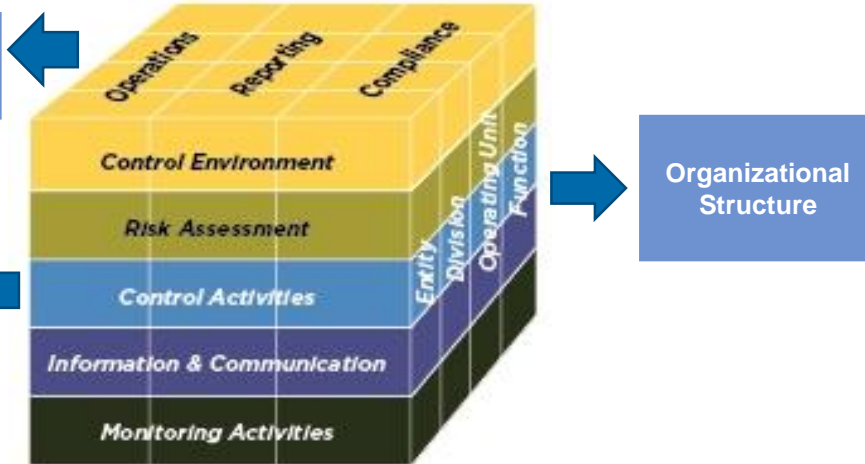 Operations
Reporting
Compliance
Control Environment
Risk Assessment
Control Activities
Information & Communication
Monitoring Activities
Entity
Division
Operating Unit
Function
Organizational
Structure